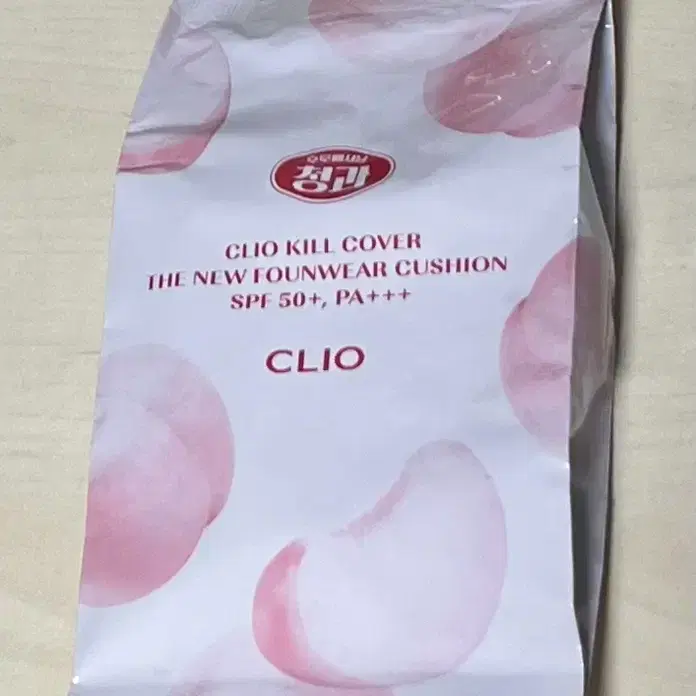 청과
CLIO KILL COVER
THE NEW FOUNWEAR CUSHION
SPF 50+, PA+++
CLIO